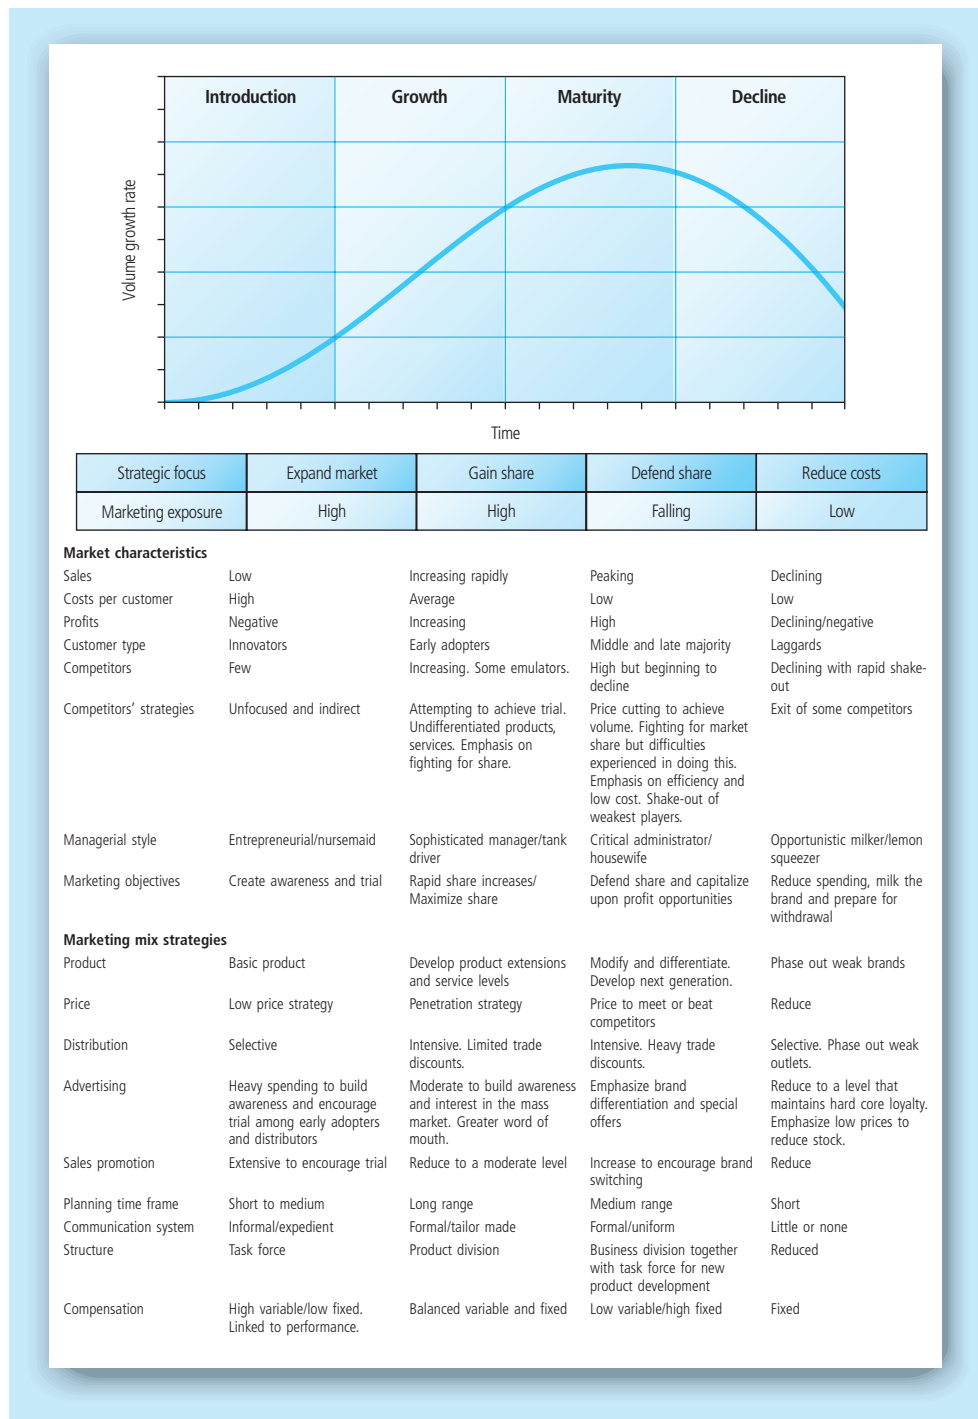 Introduction Growth Maturity Decline
Volume growth rate
Time
Strategic focus Expand market Gain share Defend share Reduce costs
Marketing exposure High High Falling Low
Market characteristics
Sales Low Increasing rapidly Peaking Declining
Costs per customer High Average Low Low
Profits Negative Increasing High Declining/negative
Customer type Innovators Early adopters Middle and late majority Laggards
Competitors Few Increasing. Some emulators. High but beginning to Declining with rapid shake-
decline out
Competitors' strategies Unfocused and indirect Attempting to achieve trial. Price cutting to achieve Exit of some competitors
Undifferentiated products, volume. Fighting for market
services. Emphasis on share but difficulties
fighting for share. experienced in doing this.
Emphasis on efficiency and
low cost. Shake-out of
weakest players.
Managerial style Entrepreneurial/nursemaid Sophisticated manager/tank Critical administrator/ Opportunistic milker/lemon
driver housewife squeezer
Marketing objectives Create awareness and trial Rapid share increases/ Defend share and capitalize Reduce spending, milk the
Maximize share upon profit opportunities brand and prepare for
withdrawal
Marketing mix strategies
Product Basic product Develop product extensions Modify and differentiate. Phase out weak brands
and service levels Develop next generation.
Price Low price strategy Penetration strategy Price to meet or beat Reduce
competitors
Distribution Selective Intensive. Limited trade Intensive. Heavy trade Selective. Phase out weak
discounts. discounts. outlets.
Advertising Heavy spending to build Moderate to build awareness Emphasize brand Reduce to a level that
awareness and encourage and interest in the mass differentiation and special maintains hard core loyalty.
trial among early adopters market. Greater word of offers Emphasize low prices to
and distributors mouth. reduce stock.
Sales promotion Extensive to encourage trial Reduce to a moderate level Increase to encourage brand Reduce
switching
Planning time frame Short to medium Long range Medium range Short
Communication system Informal/expedient Formal/tailor made Formal/uniform Little or none
Structure Task force Product division Business division together Reduced
with task force for new
product development
Compensation High variable/low fixed. Balanced variable and fixed Low variable/high fixed Fixed
Linked to performance.